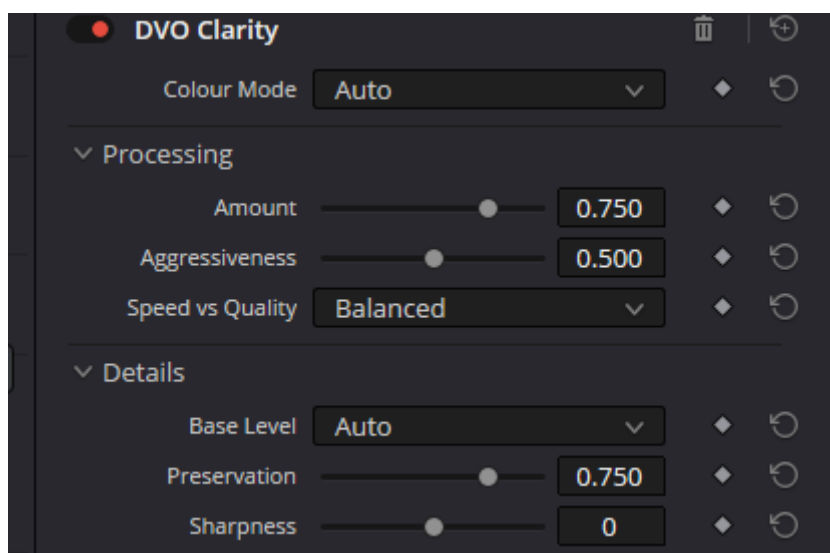 DVO Clarity
Colour Mode Auto
Processing
Amount 0.750
Aggressiveness 0.500
Speed vs Quality Balanced
Details
Base Level Auto
Preservation 0.750
Sharpness 0